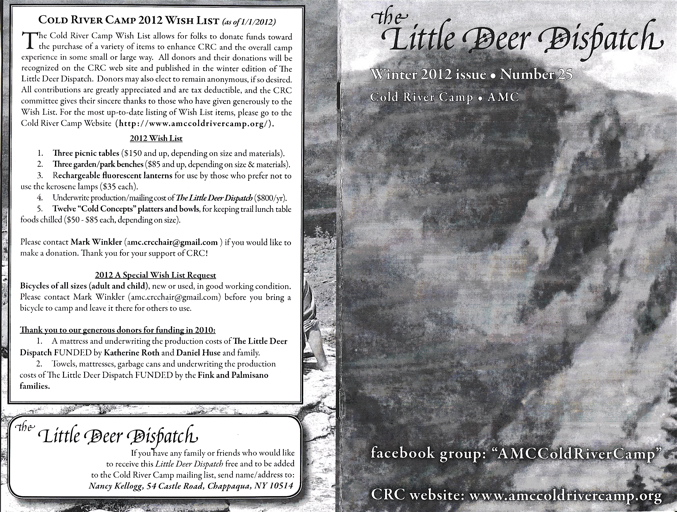 COLD RIVER CAMP 2012 WISH LIST (as of 1/1/2012)
The Cold River Camp Wish List allows for folks to donate funds toward
the purchase of a variety of items to enhance CRC and the overall camp
experience in some small or large way. All donors and their donations will be
recognized on the CRC web site and published in the winter edition of The
Little Deer Dispatch. Donors may also elect to remain anonymous, if so desired.
All contributions are greatly appreciated and are tax deductible, and the CRC
committee gives their sincere thanks to those who have given generously to the
Wish List. For the most up-to-date listing of Wish List items, please go to the
Cold River Camp Website (http://www.amccoldrivercamp.org/).
2012 Wish List
1. Three picnic tables ($150 and up, depending on size and materials).
2. Three garden/park benches ($85 and up, depending on size & materials).
3. Rechargeable fluorescent lanterns for use by those who prefer not to
use the kerosene lamps ($35 each).
4. Underwrite production/mailing cost of The Little Deer Dispatch ($800/yr).
5. Twelve "Cold Concepts" platters and bowls, for keeping trail lunch table
foods chilled ($50 - $85 each, depending on size).
Please contact Mark Winkler (amc.crcchair@gmail.com ) if you would like to
make a donation. Thank you for your support of CRC!
2012 A Special Wish List Request
Bicycles of all sizes (adult and child), new or used, in good working condition.
Please contact Mark Winkler (amc.crcchair@gmail.com) before you bring a
bicycle to camp and leave it there for others to use.
Thank you to our generous donors for funding in 2010:
1. A mattress and underwriting the production costs of The Little Deer
Dispatch FUNDED by Katherine Roth and Daniel Huse and family.
2. Towels, mattresses, garbage cans and underwriting the production
costs of The Little Deer Dispatch FUNDED by the Fink and Palmisano
families.
the Little Deer Dispatch
If you have any family or friends who would like
to receive this Little Deer Dispatch free and to be added
to the Cold River Camp mailing list, send name/address to:
Nancy Kellogg, 54 Castle Road, Chappaqua, NY 10514
the
Little Deer Dispatch
Winter 2012 issue • Number 25
Cold River Camp • AMC
facebook group: "AMCColdRiverCamp"
CRC website: www.amccoldrivercamp.org